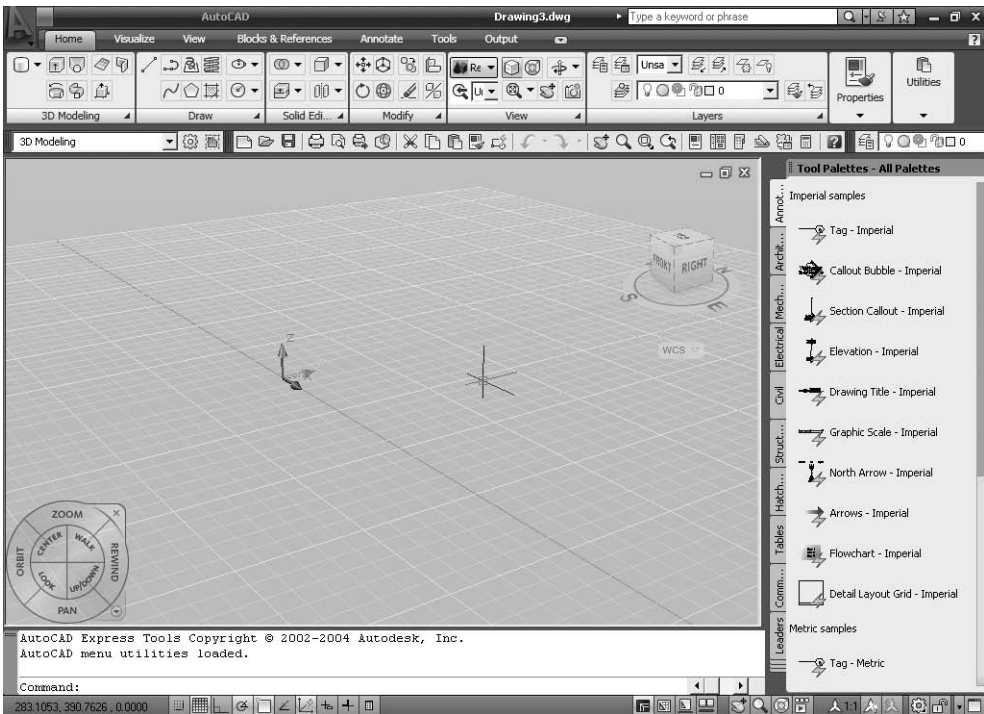 AutoCAD Drawing3.dwg Type a keyword or phrase
Home Visualize View Blocks & References Annotate Tools Output
Re Unsa
Properties Utilities
0
3D Modeling Draw Solid Edi... Modify View Layers
3D Modeling 0
Tool Palettes - All Palettes
Annot...
Archit...
Mech...
Electrical
Civil
Struct...
Hatch...
Tables
Comm...
Leaders
Imperial samples
Tag - Imperial
Callout Bubble - Imperial
Section Callout - Imperial
Elevation - Imperial
Drawing Title - Imperial
Graphic Scale - Imperial
North Arrow - Imperial
Arrows - Imperial
Flowchart - Imperial
Detail Layout Grid - Imperial
Metric samples
Tag - Metric
FRONT RIGHT
S E
WCS
Z
ZOOM
CENTER WALK
ORBIT REWIND
LOOK UP/DOWN
PAN
AutoCAD Express Tools Copyright © 2002-2004 Autodesk, Inc.
AutoCAD menu utilities loaded.
Command:
283.1053, 390.7626 , 0.0000 1:1